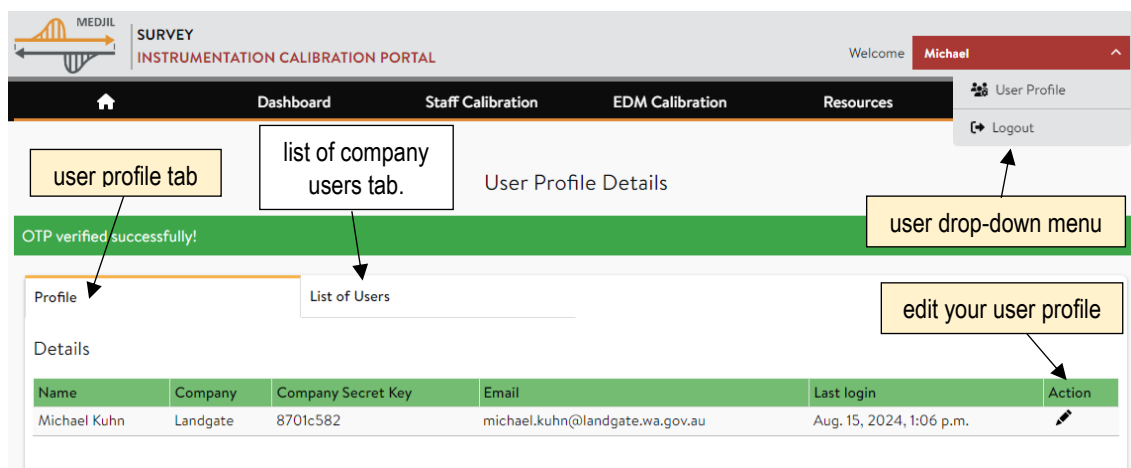 MEDJIL
SURVEY
INSTRUMENTATION CALIBRATION PORTAL
Welcome Michael
User Profile
Logout
Dashboard Staff Calibration EDM Calibration Resources
user profile tab
list of company
users tab.
User Profile Details
user drop-down menu
OTP verified successfully!
Profile List of Users
edit your user profile
Details
Name Company Company Secret Key Email Last login Action
Michael Kuhn Landgate 8701c582 michael.kuhn@landgate.wa.gov.au Aug. 15, 2024, 1:06 p.m.